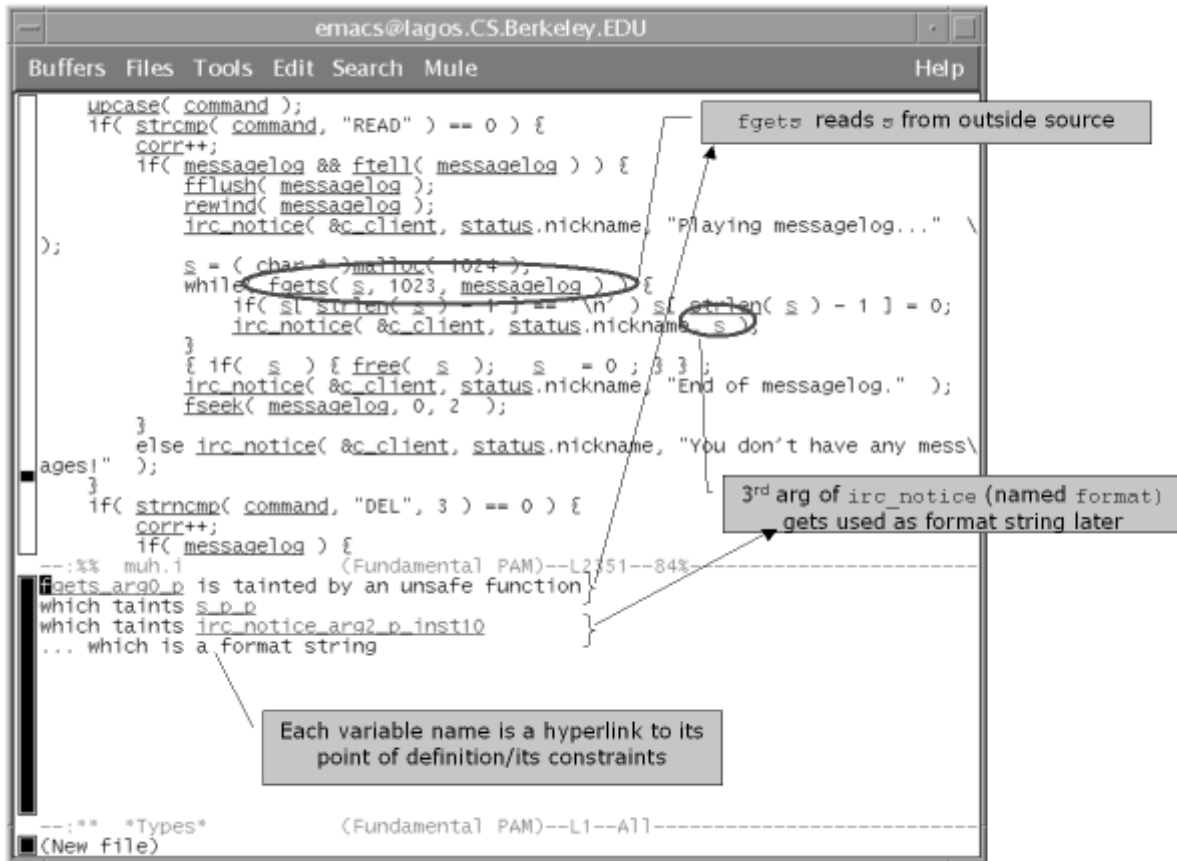 emacs@lagos.CS.Berkeley.EDU
Buffers Files Tools Edit Search Mule Help
upcase( command );
if( strcmp( command, "READ" ) == 0 ) {
corr++;
if( messagelog && ftell( messagelog ) ) {
fflush( messagelog );
rewind( messagelog );
irc_notice( &c_client, status.nickname, "Playing messagelog..." \
);
s = ( char * )malloc( 1024 );
while( fgets( s, 1023, messagelog ) ) {
if( s[ strlen( s ) - 1 ] == '\n' ) s[ strlen( s ) - 1 ] = 0;
irc_notice( &c_client, status.nickname, s );
}
{ if( s ) { free( s ); s = 0 ; } } ;
irc_notice( &c_client, status.nickname, "End of messagelog." );
fseek( messagelog, 0, 2 );
}
else irc_notice( &c_client, status.nickname, "You don't have any mess\
ages!" );
}
if( strncmp( command, "DEL", 3 ) == 0 ) {
corr++;
if( messagelog ) {
--:%% muh.i (Fundamental PAM)--L2351--84%--------------------------
fgets_arg0_p is tainted by an unsafe function
which taints s_p_p
which taints irc_notice_arg2_p_inst10
... which is a format string
--:** *Types* (Fundamental PAM)--L1--All-----------------------------
(New file)
fgets reads s from outside source
3rd arg of irc_notice (named format)
gets used as format string later
Each variable name is a hyperlink to its
point of definition/its constraints